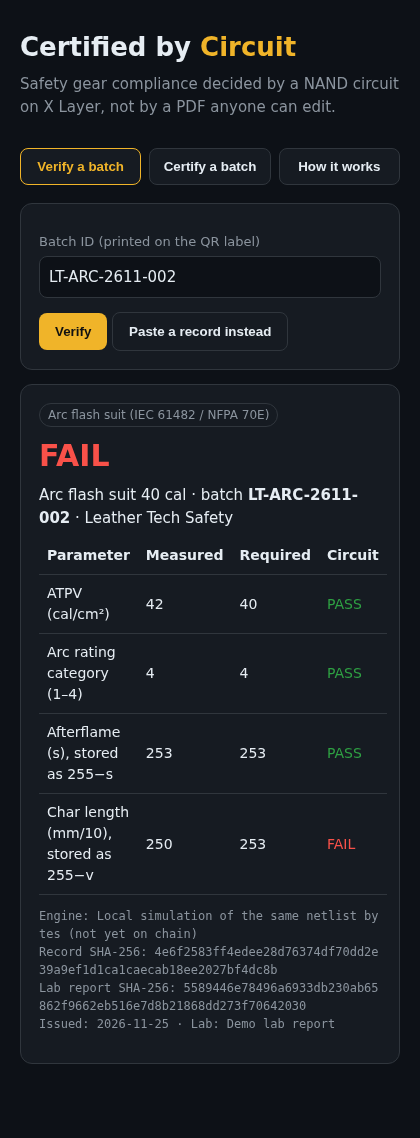 Certified by Circuit
Safety gear compliance decided by a NAND circuit
on X Layer, not by a PDF anyone can edit.
Verify a batch
Certify a batch
How it works
Batch ID (printed on the QR label)
LT-ARC-2611-002
Verify
Paste a record instead
Arc flash suit (IEC 61482 / NFPA 70E)
FAIL
Arc flash suit 40 cal · batch LT-ARC-2611-
002 · Leather Tech Safety
Parameter Measured Required Circuit
ATPV
(cal/cm²) 42 40 PASS
Arc rating
category 4 4 PASS
(1–4)
Afterflame
(s), stored 253 253 PASS
as 255−s
Char length
(mm/10), 250 253 FAIL
stored as
255−v
Engine: Local simulation of the same netlist by
tes (not yet on chain)
Record SHA-256: 4e6f2583ff4edee28d76374df70dd2e
39a9ef1d1ca1caecab18ee2027bf4dc8b
Lab report SHA-256: 5589446e78496a6933db230ab65
862f9662eb516e7d8b21868dd273f70642030
Issued: 2026-11-25 · Lab: Demo lab report